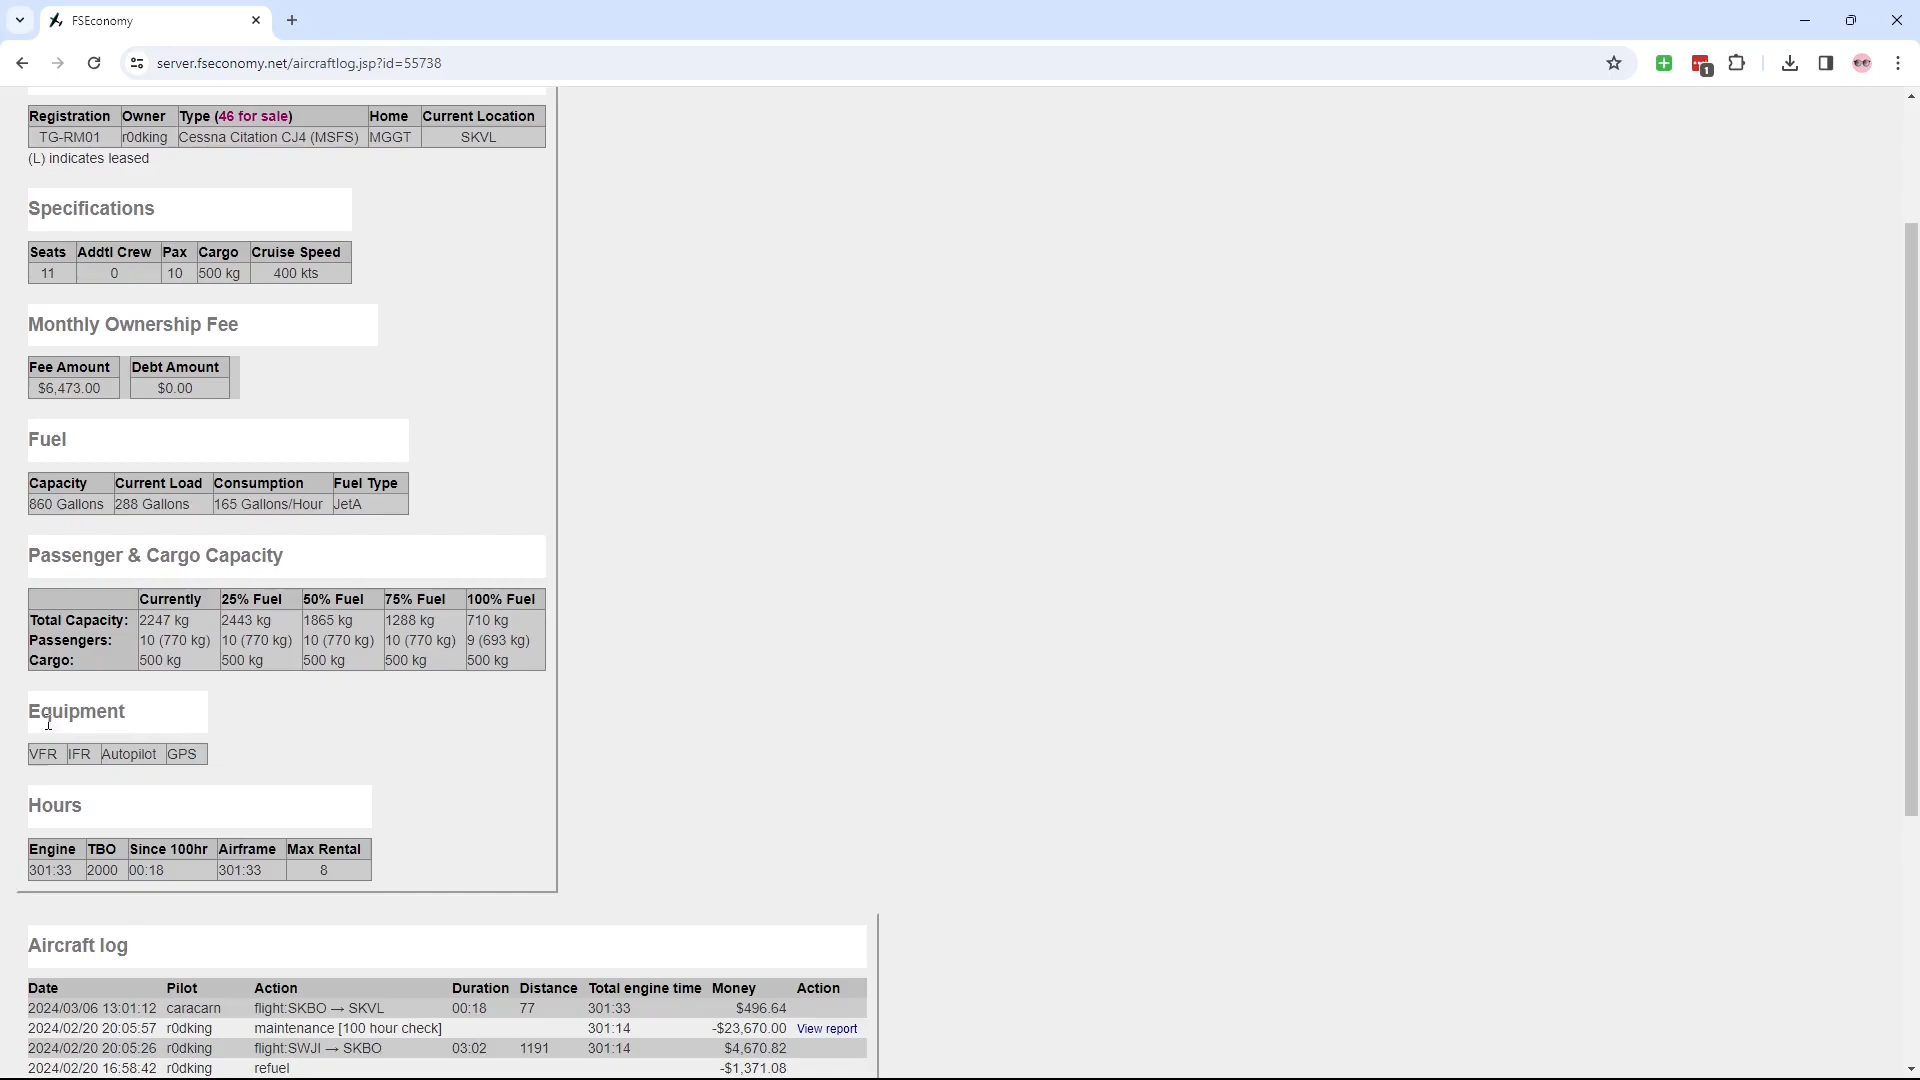 FSEconomy
server.fseconomy.net/aircraftlog.jsp?id=55738
1
Registration Owner Type (46 for sale) Home Current Location
TG-RM01 r0dking Cessna Citation CJ4 (MSFS) MGGT SKVL
(L) indicates leased
Specifications
Seats Addtl Crew Pax Cargo Cruise Speed
11 0 10 500 kg 400 kts
Monthly Ownership Fee
Fee Amount Debt Amount
$6,473.00 $0.00
Fuel
Capacity Current Load Consumption Fuel Type
860 Gallons 288 Gallons 165 Gallons/Hour JetA
Passenger & Cargo Capacity
Currently 25% Fuel 50% Fuel 75% Fuel 100% Fuel
Total Capacity: 2247 kg 2443 kg 1865 kg 1288 kg 710 kg
Passengers: 10 (770 kg) 10 (770 kg) 10 (770 kg) 10 (770 kg) 9 (693 kg)
Cargo: 500 kg 500 kg 500 kg 500 kg 500 kg
Equipment
VFR IFR Autopilot GPS
Hours
Engine TBO Since 100hr Airframe Max Rental
301:33 2000 00:18 301:33 8
Aircraft log
Date Pilot Action Duration Distance Total engine time Money Action
2024/03/06 13:01:12 caracarn flight:SKBO → SKVL 00:18 77 301:33 $496.64
2024/02/20 20:05:57 r0dking maintenance [100 hour check] 301:14 -$23,670.00 View report
2024/02/20 20:05:26 r0dking flight:SWJI → SKBO 03:02 1191 301:14 $4,670.82
2024/02/20 16:58:42 r0dking refuel -$1,371.08